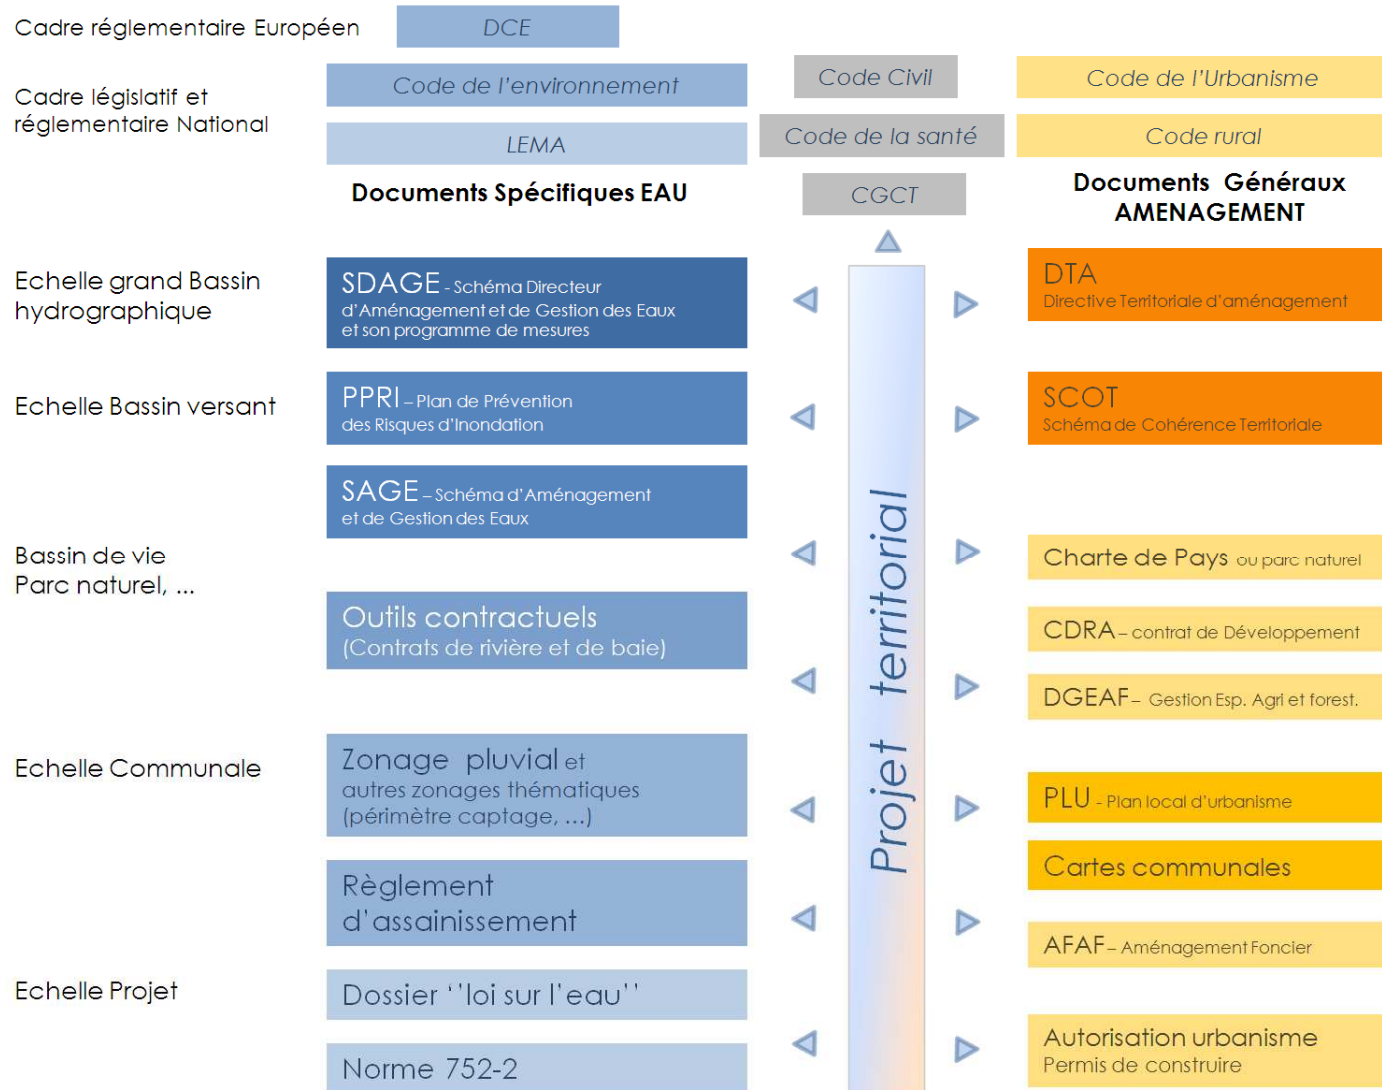 Cadre réglementaire Européen
DCE
Cadre législatif et
réglementaire National
Code de l'environnement
Code Civil
Code de l'Urbanisme
LEMA
Code de la santé
Code rural
Documents Spécifiques EAU
CGCT
Documents Généraux
AMENAGEMENT
Echelle grand Bassin
hydrographique
SDAGE - Schéma Directeur
d'Aménagement et de Gestion des Eaux
et son programme de mesures
DTA
Directive Territoriale d'aménagement
Echelle Bassin versant
PPRI – Plan de Prévention
des Risques d'Inondation
SCOT
Schéma de Cohérence Territoriale
SAGE – Schéma d'Aménagement
et de Gestion des Eaux
Projet territorial
Bassin de vie
Parc naturel, ...
Charte de Pays ou parc naturel
Outils contractuels
(Contrats de rivière et de baie)
CDRA – contrat de Développement
DGEAF – Gestion Esp. Agri et forest.
Echelle Communale
Zonage pluvial et
autres zonages thématiques
(périmètre captage, ...)
PLU - Plan local d'urbanisme
Cartes communales
Règlement
d'assainissement
AFAF – Aménagement Foncier
Echelle Projet
Dossier ''loi sur l'eau''
Autorisation urbanisme
Permis de construire
Norme 752-2